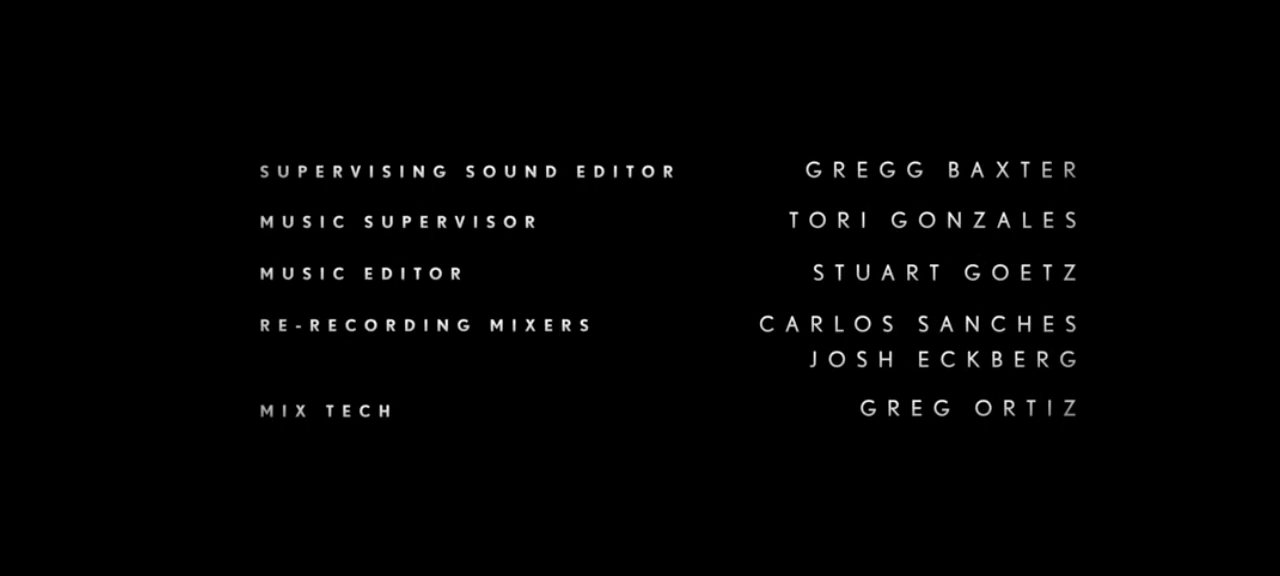 SUPERVISING SOUND EDITOR GREGG BAXTER
MUSIC SUPERVISOR TORI GONZALES
MUSIC EDITOR STUART GOETZ
RE-RECORDING MIXERS CARLOS SANCHES
JOSH ECKBERG
MIX TECH GREG ORTIZ